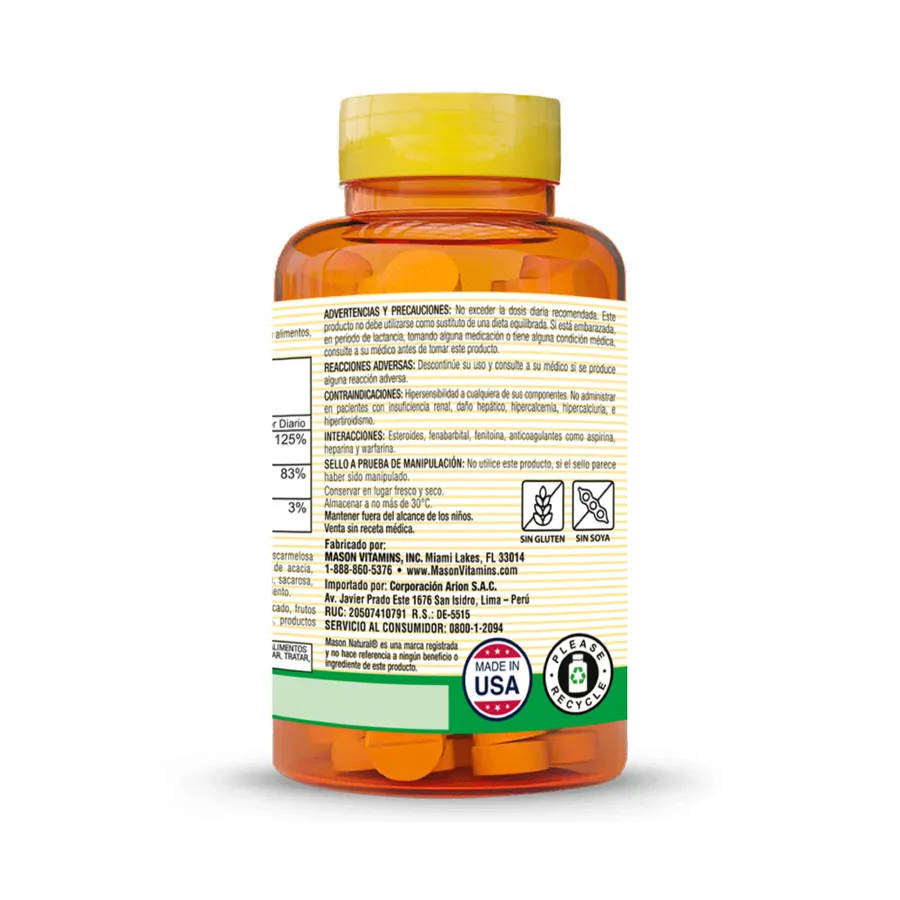 alimentos,
r Diario
125%
83%
3%
scarmelosa
de acacia,
, sacarosa,
ento.
cado, frutos
, productos
ALIMENTOS
AR, TRATAR,
ADVERTENCIAS Y PRECAUCIONES: No exceder la dosis diaria recomendada. Este
producto no debe utilizarse como sustituto de una dieta equilibrada. Si está embarazada,
en periodo de lactancia, tomando alguna medicación o tiene alguna condición médica,
consulte a su médico antes de tomar este producto.
REACCIONES ADVERSAS: Descontinúe su uso y consulte a su médico si se produce
alguna reacción adversa.
CONTRAINDICACIONES: Hipersensibilidad a cualquiera de sus componentes. No administrar
en pacientes con insuficiencia renal, daño hepático, hipercalcemia, hipercalciuria, e
hipertiroidismo.
INTERACCIONES: Esteroides, fenabarbital, fenitoina, anticoagulantes como aspirina,
heparina y warfarina.
SELLO A PRUEBA DE MANIPULACIÓN: No utilice este producto, si el sello parece
haber sido manipulado.
Conservar en lugar fresco y seco.
Almacenar a no más de 30°C.
Mantener fuera del alcance de los niños.
Venta sin receta médica.
SIN GLUTEN
SIN SOYA
Fabricado por:
MASON VITAMINS, INC. Miami Lakes, FL 33014
1-888-860-5376 • www.MasonVitamins.com
Importado por: Corporación Arion S.A.C.
Av. Javier Prado Este 1676 San Isidro, Lima – Perú
RUC: 20507410791 R.S.: DE-5515
SERVICIO AL CONSUMIDOR: 0800-1-2094
Mason Natural® es una marca registrada
y no hace referencia a ningún beneficio o
ingrediente de este producto.
MADE IN
USA
PLEASE
RECYCLE